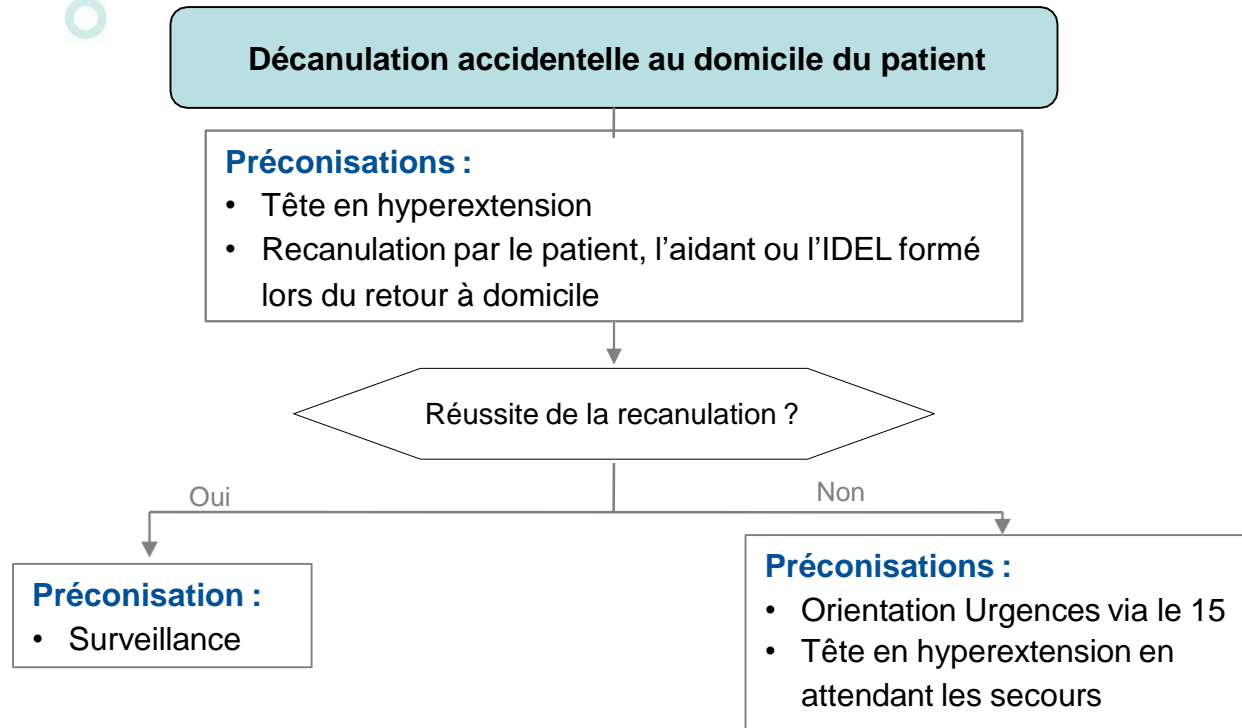 Décanulation accidentelle au domicile du patient
Préconisations :
• Tête en hyperextension
• Recanulation par le patient, l'aidant ou l'IDEL formé
lors du retour à domicile
Réussite de la recanulation ?
Oui
Non
Préconisation :
• Surveillance
Préconisations :
• Orientation Urgences via le 15
• Tête en hyperextension en
attendant les secours